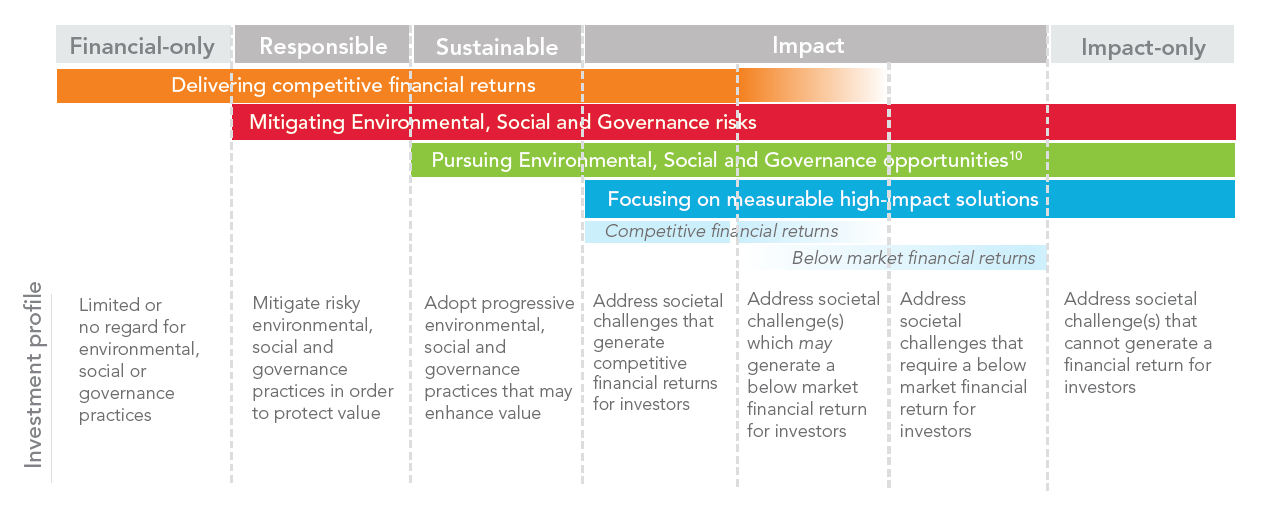 Financial-only
Responsible
Sustainable
Impact
Impact-only
Delivering competitive financial returns
Mitigating Environmental, Social and Governance risks
Pursuing Environmental, Social and Governance opportunities¹⁰
Focusing on measurable high-impact solutions
Competitive financial returns
Below market financial returns
Investment profile
Limited or
no regard for
environmental,
social or
governance
practices
Mitigate risky
environmental,
social and
governance
practices in order
to protect value
Adopt progressive
environmental,
social and
governance
practices that may
enhance value
Address societal
challenges that
generate
competitive
financial returns
for investors
Address societal
challenge(s)
which may
generate a
below market
financial return
for investors
Address
societal
challenges that
require a below
market financial
return for
investors
Address societal
challenge(s) that
cannot generate a
financial return for
investors